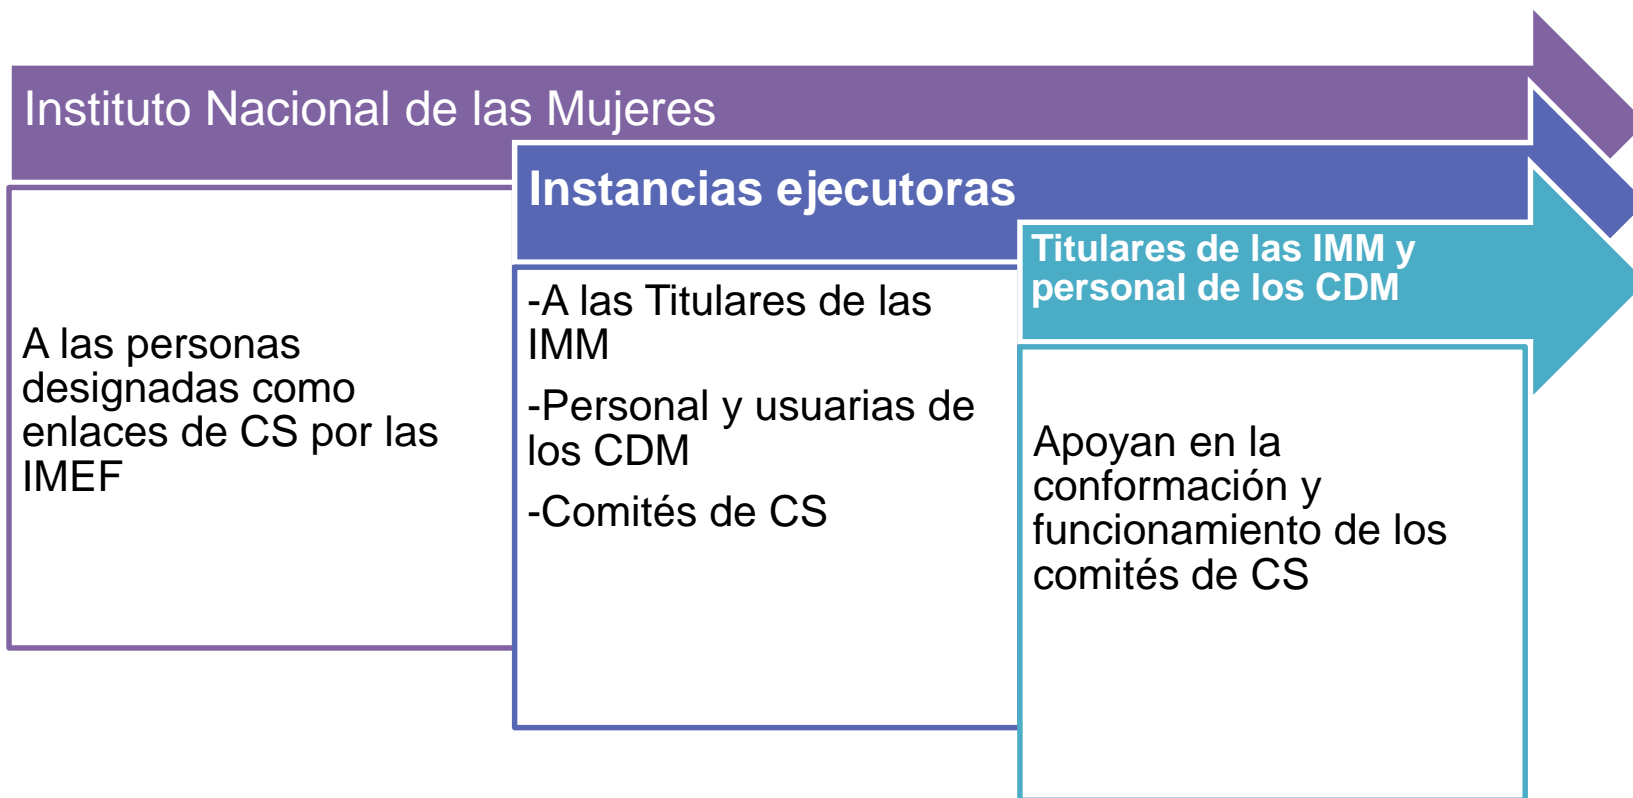 Instituto Nacional de las Mujeres
A las personas
designadas como
enlaces de CS por las
IMEF
Instancias ejecutoras
-A las Titulares de las
IMM
-Personal y usuarias de
los CDM
-Comités de CS
Titulares de las IMM y
personal de los CDM
Apoyan en la
conformación y
funcionamiento de los
comités de CS